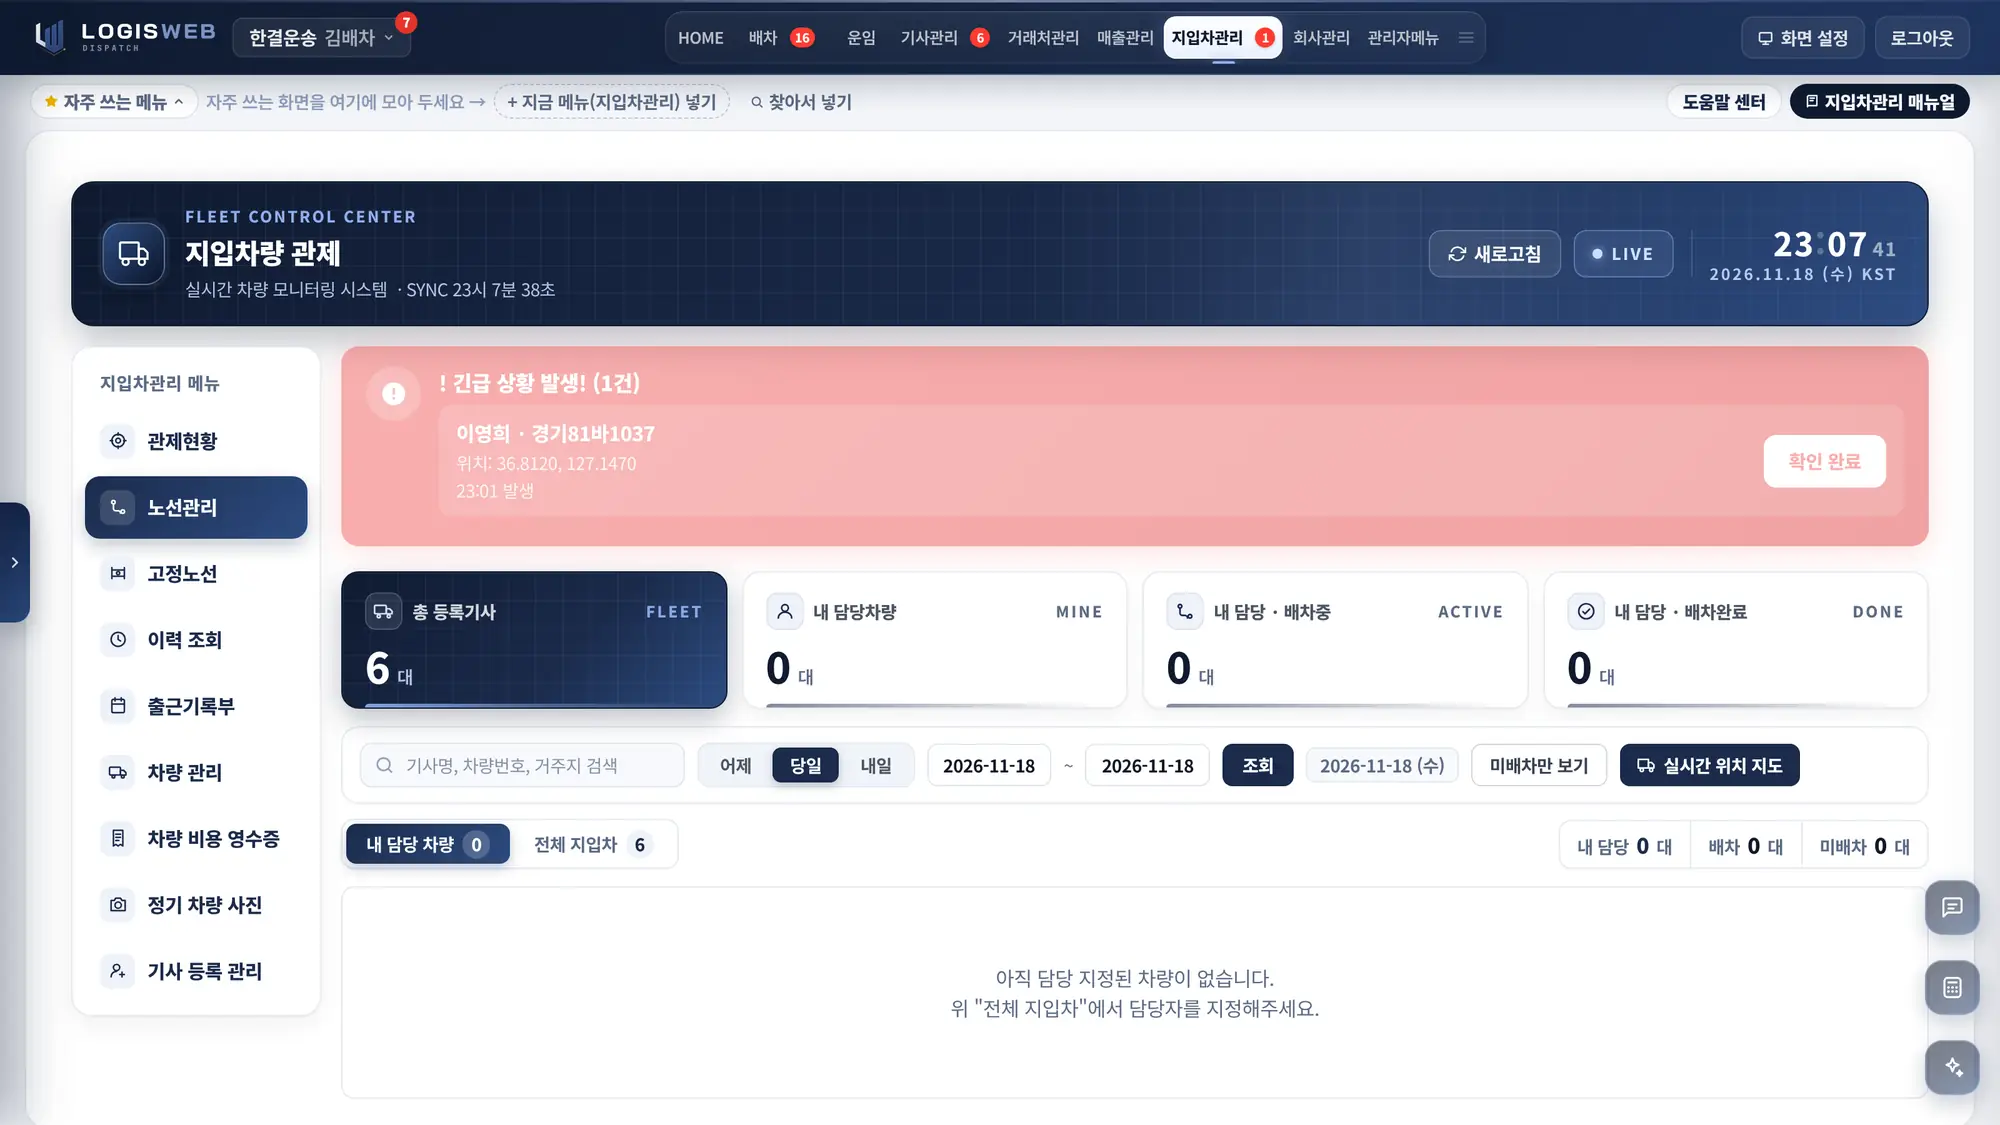 LOGISWEB
DISPATCH
한결운송 김배차
7
HOME
배차 16
운임
기사관리 6
거래처관리
매출관리
지입차관리 1
회사관리
관리자메뉴
화면 설정
로그아웃
자주 쓰는 메뉴
자주 쓰는 화면을 여기에 모아 두세요 →
+ 지금 메뉴(지입차관리) 넣기
찾아서 넣기
도움말 센터
지입차관리 매뉴얼
FLEET CONTROL CENTER
지입차량 관제
실시간 차량 모니터링 시스템 · SYNC 23시 7분 38초
새로고침
LIVE
23:07 41
2026.11.18 (수) KST
지입차관리 메뉴
관제현황
노선관리
고정노선
이력 조회
출근기록부
차량 관리
차량 비용 영수증
정기 차량 사진
기사 등록 관리
! 긴급 상황 발생! (1건)
이영희 · 경기81바1037
위치: 36.8120, 127.1470
23:01 발생
확인 완료
총 등록기사 FLEET
6 대
내 담당차량 MINE
0 대
내 담당 · 배차중 ACTIVE
0 대
내 담당 · 배차완료 DONE
0 대
기사명, 차량번호, 거주지 검색
어제
당일
내일
2026-11-18 ~ 2026-11-18
조회
2026-11-18 (수)
미배차만 보기
실시간 위치 지도
내 담당 차량 0
전체 지입차 6
내 담당 0 대
배차 0 대
미배차 0 대
아직 담당 지정된 차량이 없습니다.
위 "전체 지입차"에서 담당자를 지정해주세요.